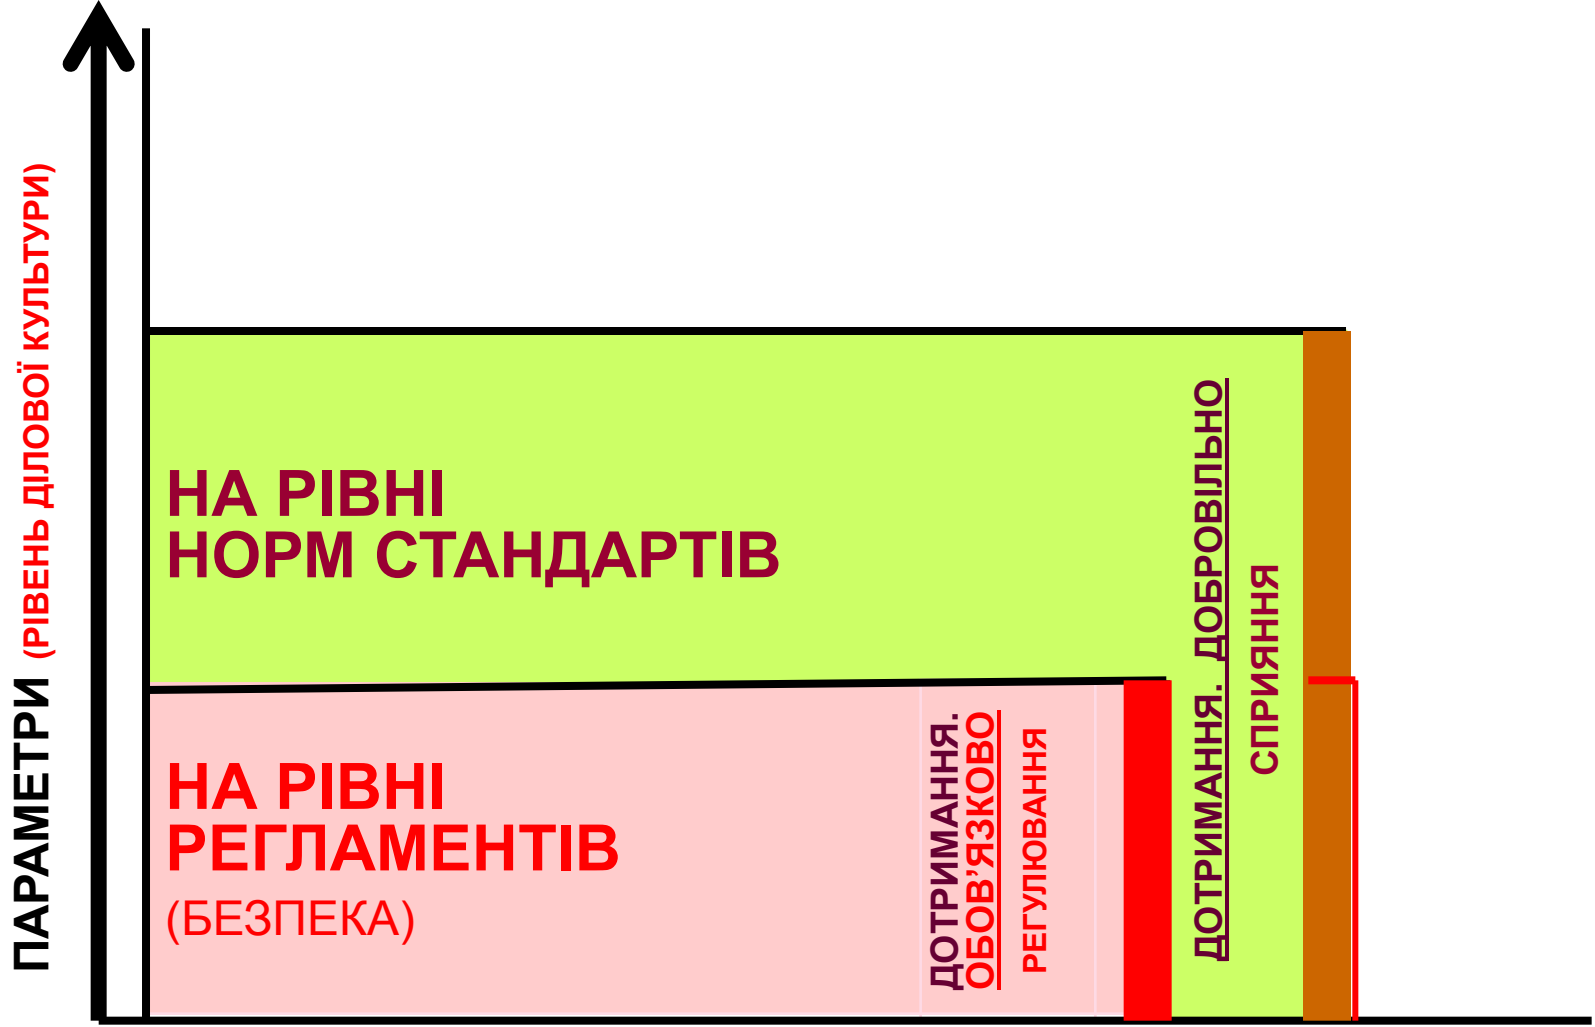 ПАРАМЕТРИ (РІВЕНЬ ДІЛОВОЇ КУЛЬТУРИ)
НА РІВНІ
НОРМ СТАНДАРТІВ
НА РІВНІ
РЕГЛАМЕНТІВ
(БЕЗПЕКА)
ДОТРИМАННЯ.
ОБОВ’ЯЗКОВО
РЕГУЛЮВАННЯ
ДОТРИМАННЯ. ДОБРОВІЛЬНО
СПРИЯННЯ